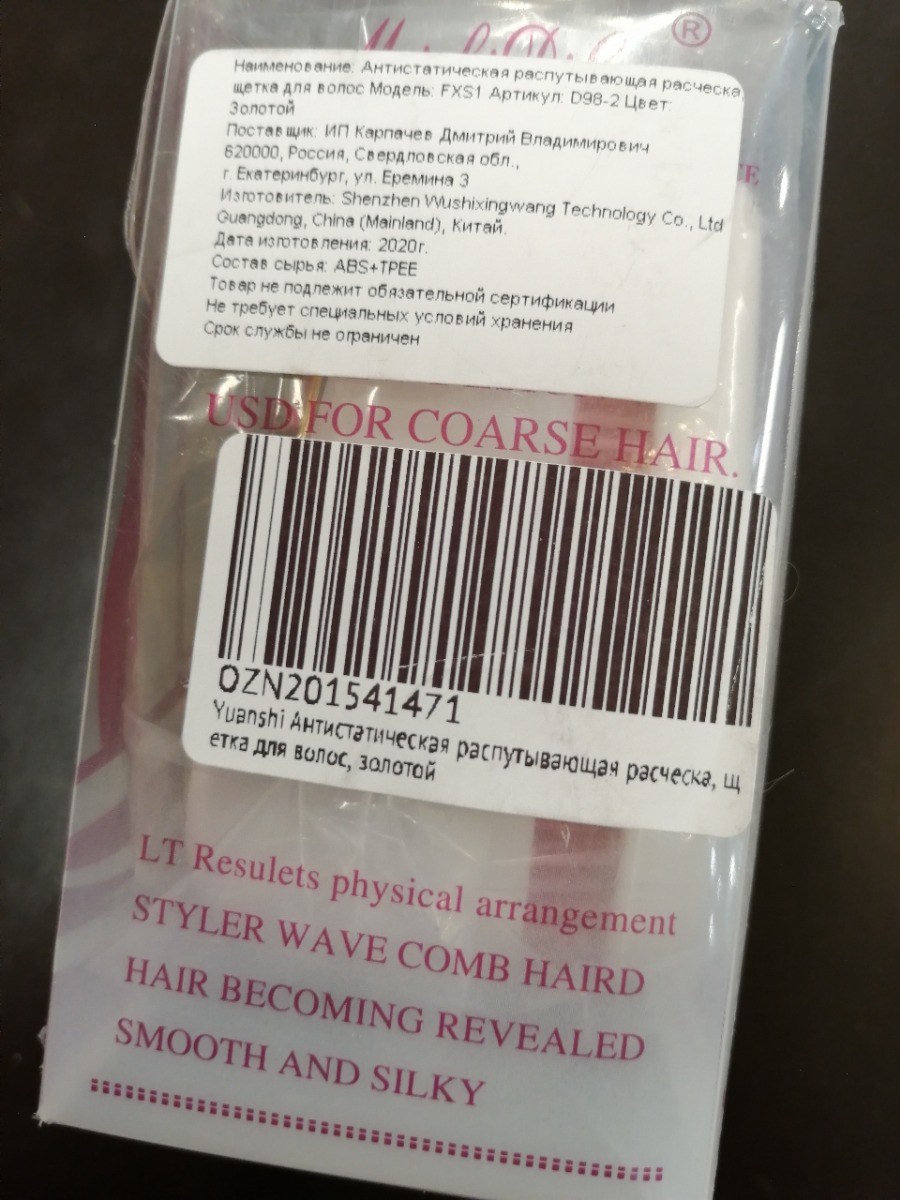 ®
Наименование: Антистатическая распутывающая расческа,
щетка для волос Модель: FXS1 Артикул: D98-2 Цвет:
Золотой
Поставщик: ИП Карпачев Дмитрий Владимирович
620000, Россия, Свердловская обл.,
г. Екатеринбург, ул. Еремина 3
Изготовитель: Shenzhen Wushixingwang Technology Co., Ltd
Guangdong, China (Mainland), Китай.
Дата изготовления: 2020г.
Состав сырья: ABS+TPEE
Товар не подлежит обязательной сертификации
Не требует специальных условий хранения
Срок службы не ограничен
USD FOR COARSE HAIR.
OZN201541471
Yuanshi Антистатическая распутывающая расческа, щ
етка для волос, золотой
LT Resulets physical arrangement
STYLER WAVE COMB HAIRD
HAIR BECOMING REVEALED
SMOOTH AND SILKY